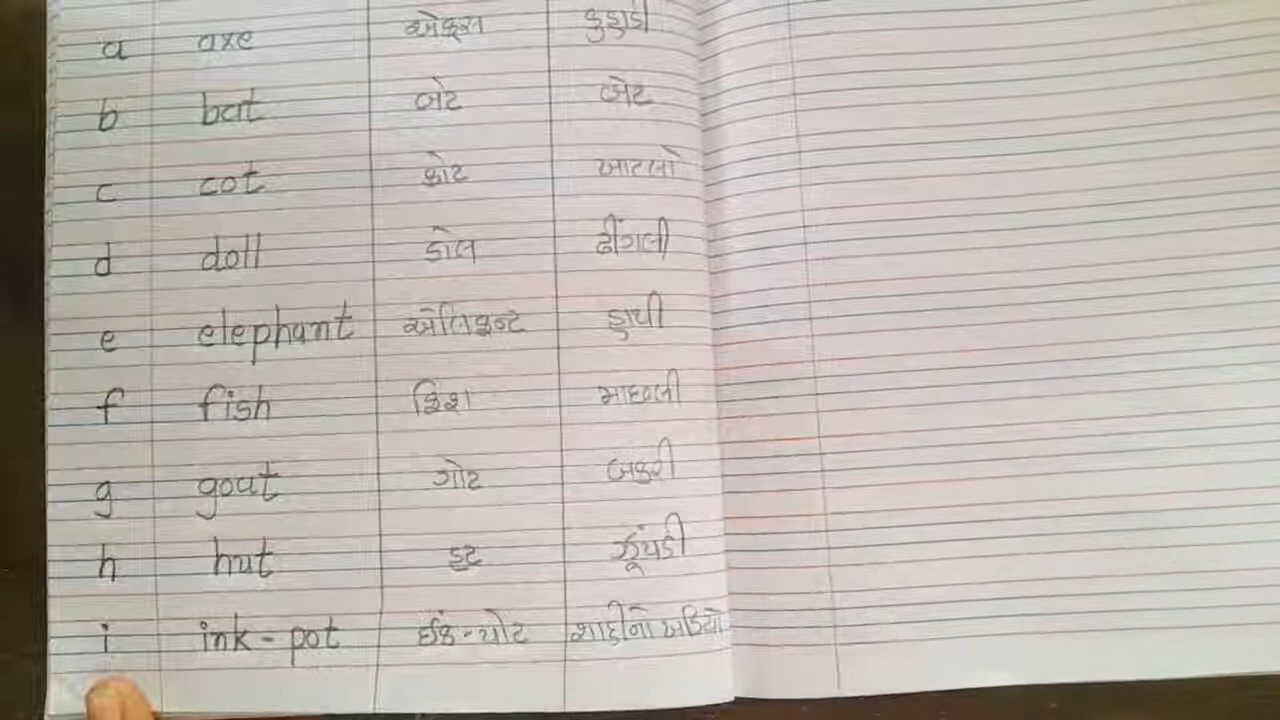 a axe એક્સ કુહાડી
b bat બેટ બેટ
c cot કોટ ખાટલો
d doll ડોલ ઢીંગલી
e elephant એલિફન્ટ હાથી
f fish ફિશ માછલી
g goat ગોટ બકરી
h hut હટ ઝૂંપડી
i ink-pot ઈંક-પોટ શાહીનો ખડિયો